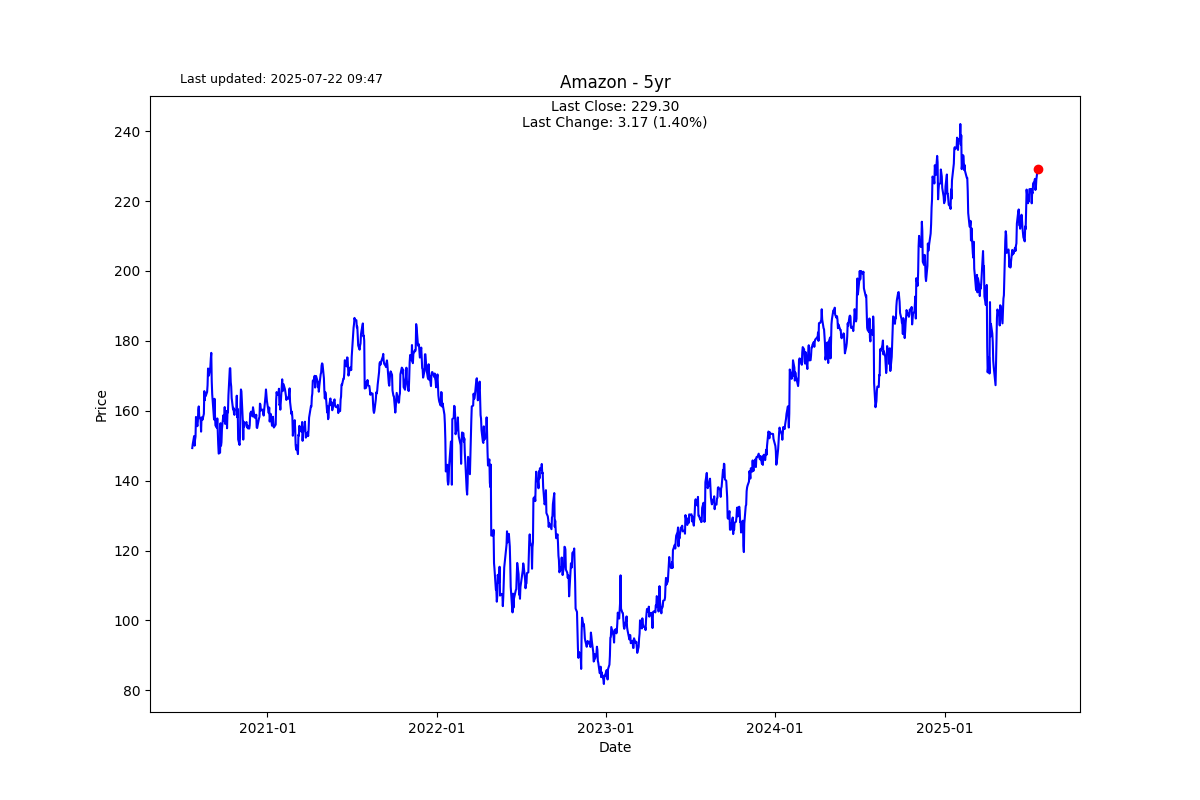 Last updated: 2025-07-22 09:47
Amazon - 5yr
Last Close: 229.30
Last Change: 3.17 (1.40%)
240
220
200
180
160
140
120
100
80
Price
2021-01
2022-01
2023-01
2024-01
2025-01
Date